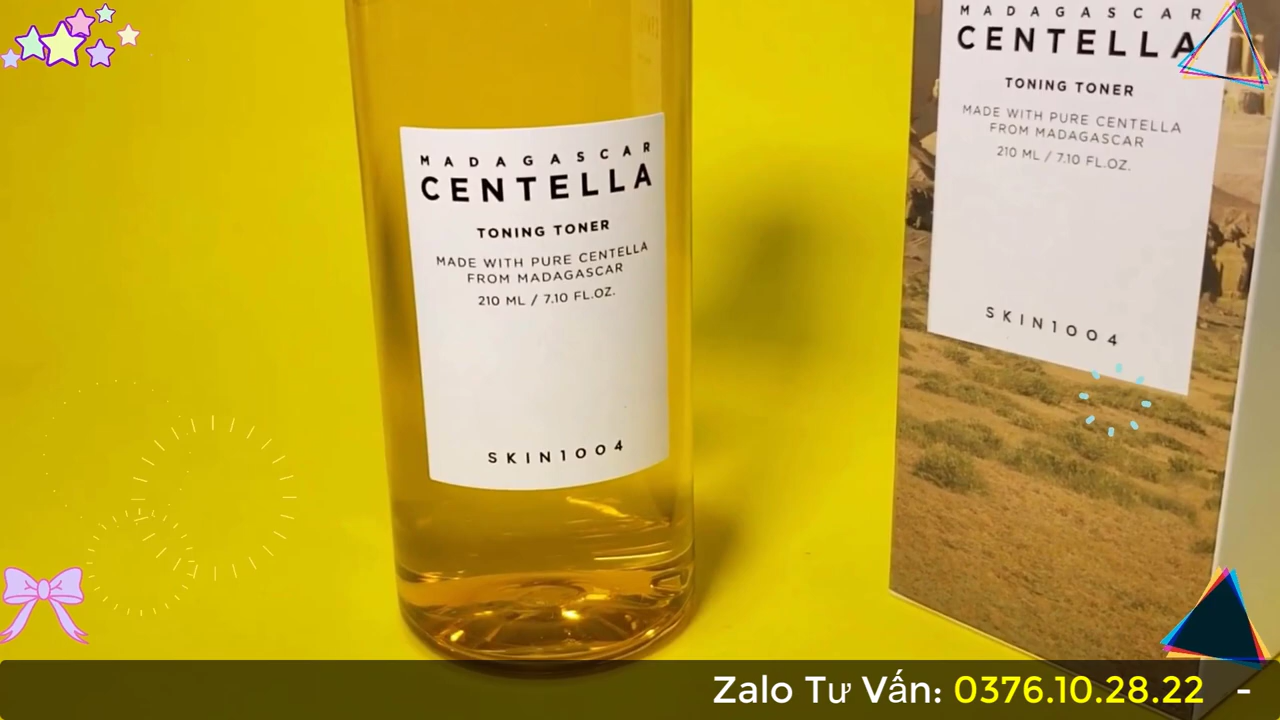 MADAGASCAR
CENTELLA
TONING TONER
MADE WITH PURE CENTELLA
FROM MADAGASCAR
210 ML / 7.10 FL.OZ.
SKIN1004
MADAGASCAR
CENTELLA
TONING TONER
MADE WITH PURE CENTELLA
FROM MADAGASCAR
210 ML / 7.10 FL.OZ.
SKIN1004
Zalo Tư Vấn: 0376.10.28.22 -